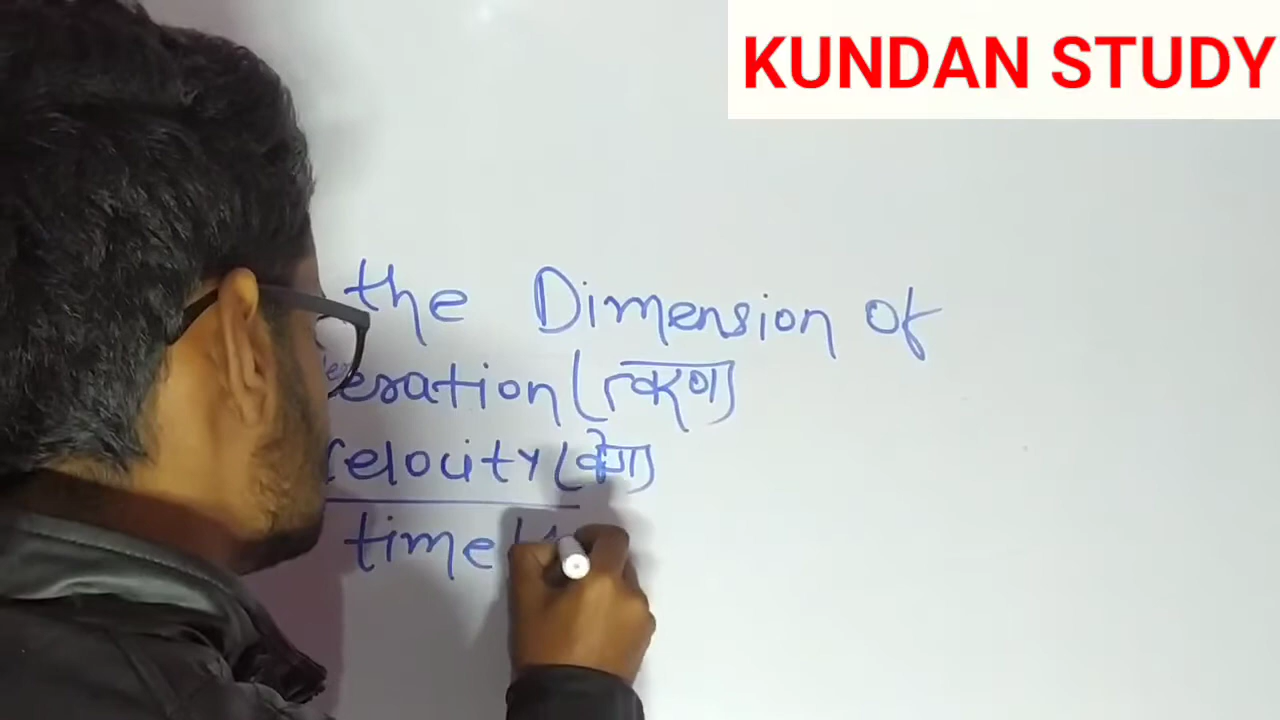 KUNDAN STUDY
the Dimension of
eration (त्वरण)
elocity (वेग)
time